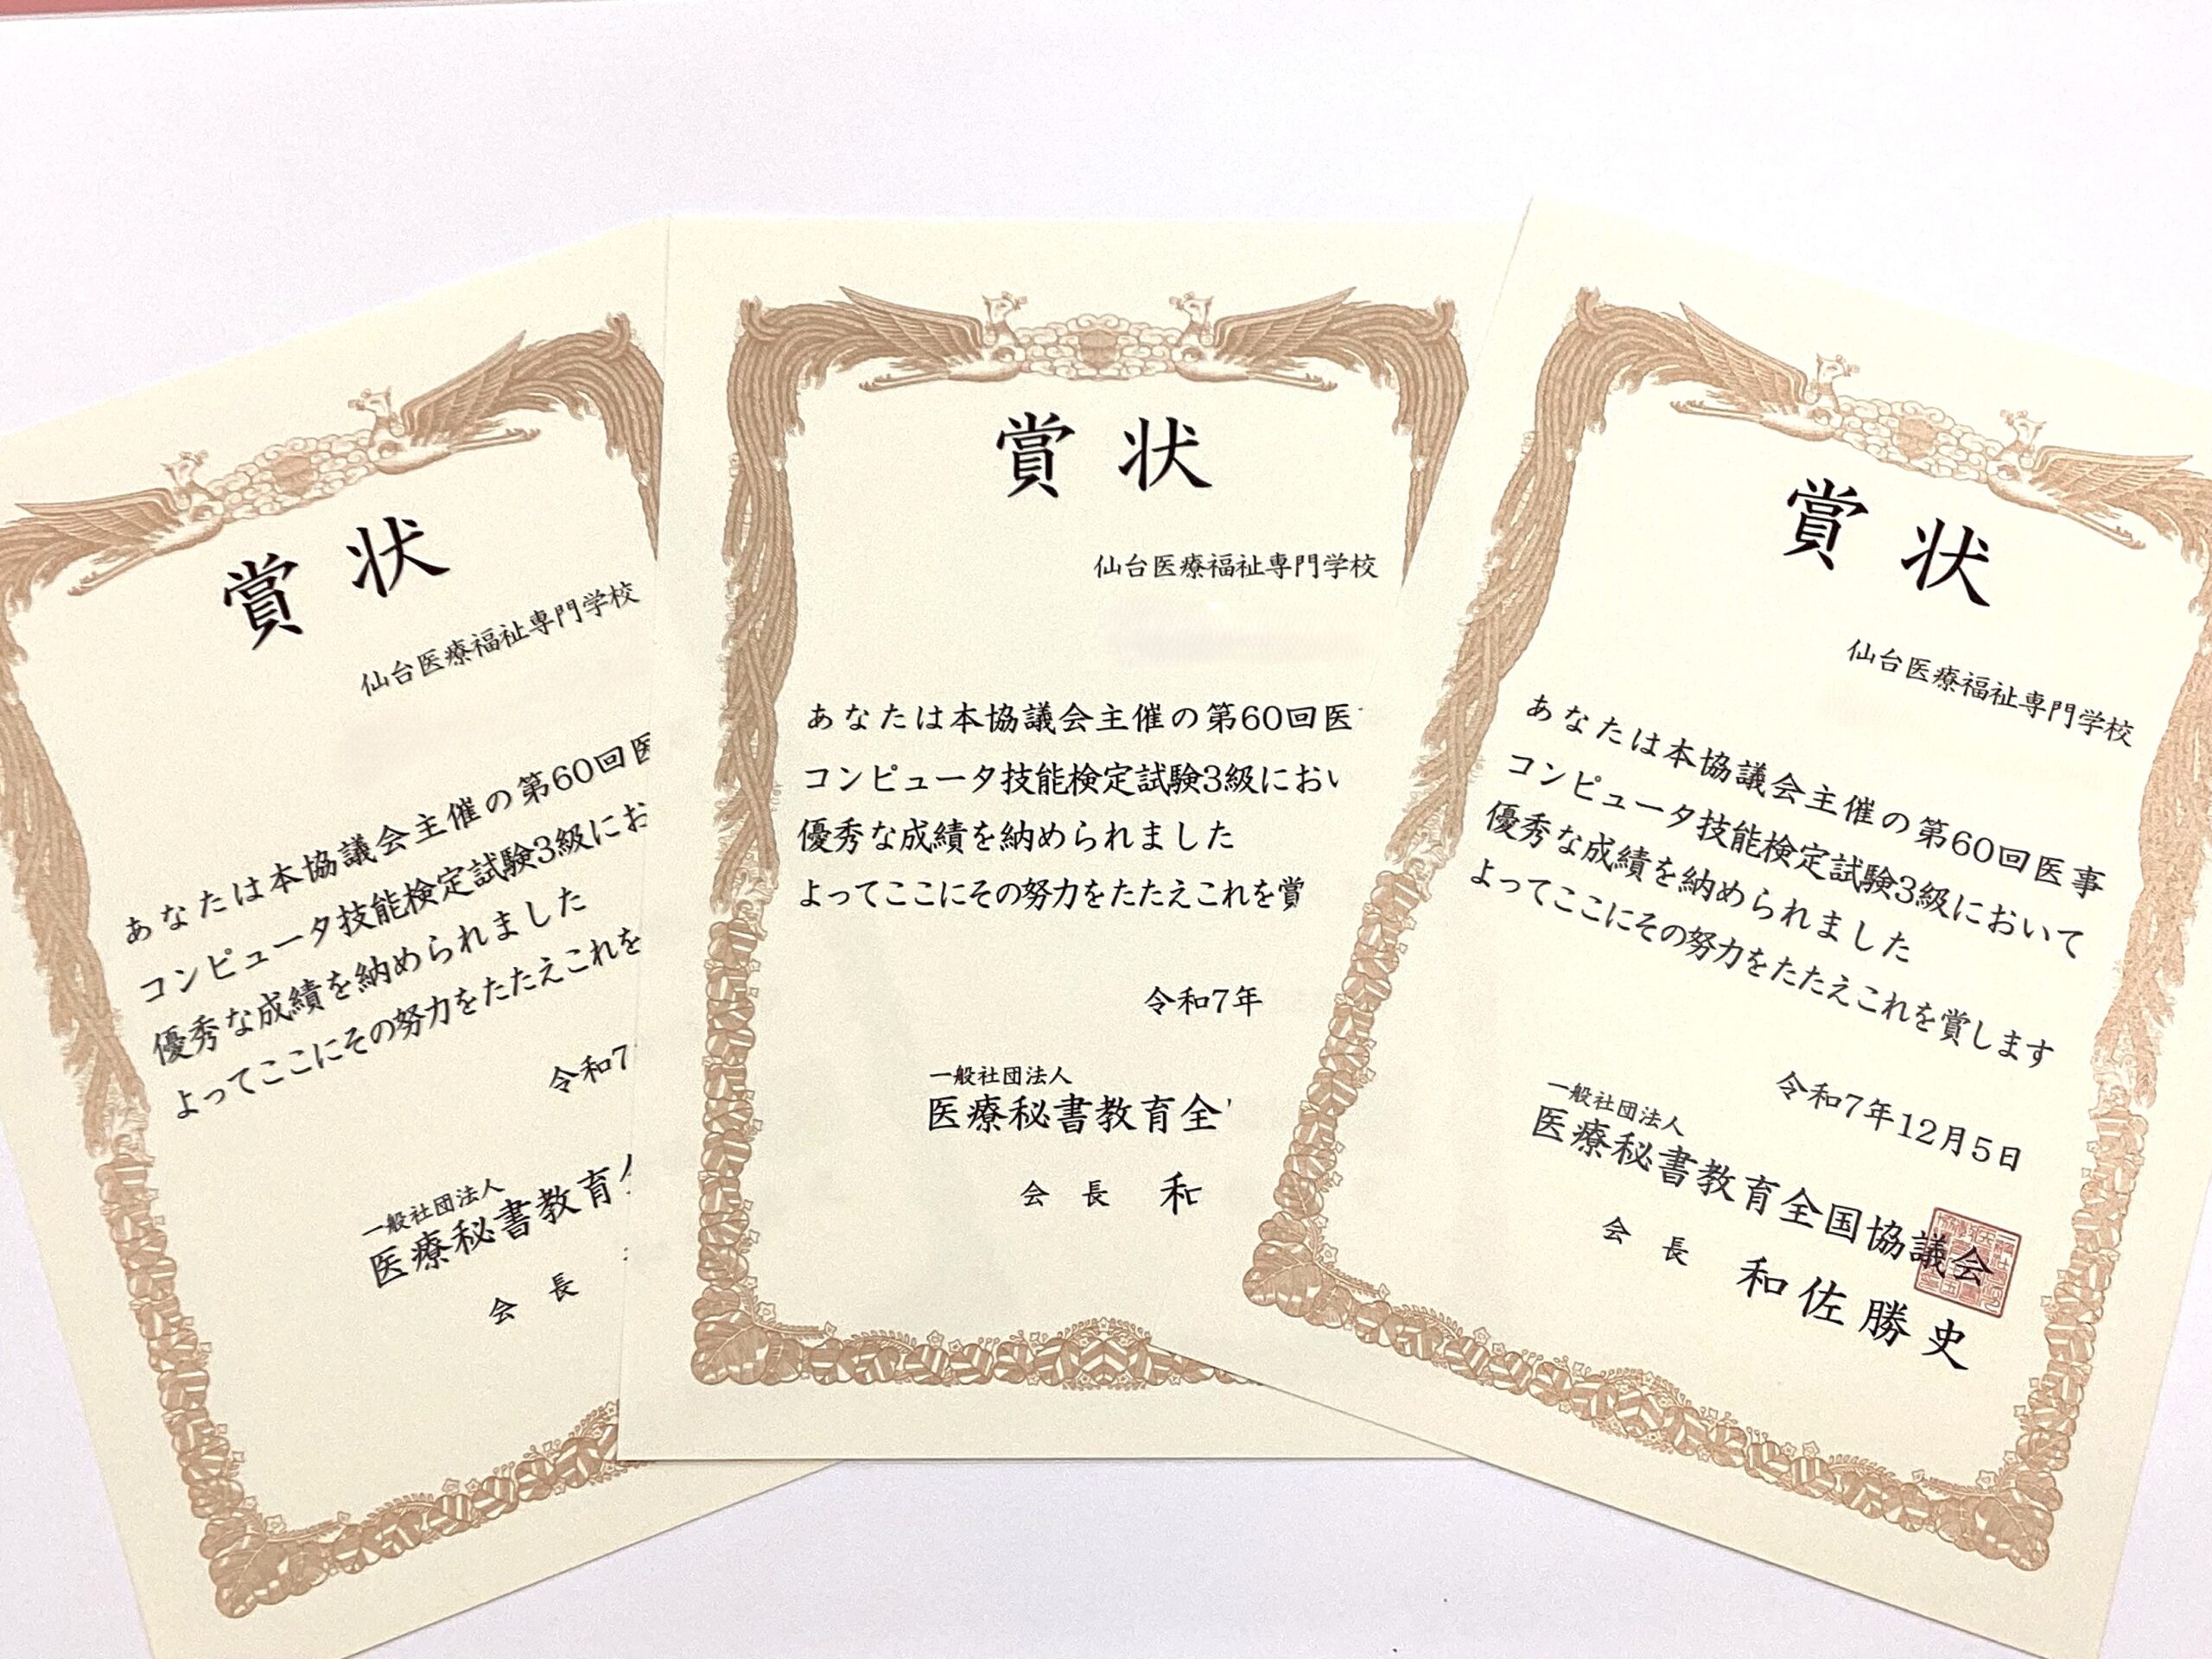 賞状
仙台医療福祉専門学校
あなたは本協議会主催の第60回医
コンピュータ技能検定試験3級にお
優秀な成績を納められました
よってここにその努力をたたえこれを
令和7
一般社団法人
医療秘書教育
会長
賞状
仙台医療福祉専門学校
あなたは本協議会主催の第60回医
コンピュータ技能検定試験3級におい
優秀な成績を納められました
よってここにその努力をたたえこれを賞
令和7年
一般社団法人
医療秘書教育全
会長 和
賞状
仙台医療福祉専門学校
あなたは本協議会主催の第60回医事
コンピュータ技能検定試験3級において
優秀な成績を納められました
よってここにその努力をたたえこれを賞します
令和7年12月5日
一般社団法人
医療秘書教育全国協議会
会長 和佐勝史